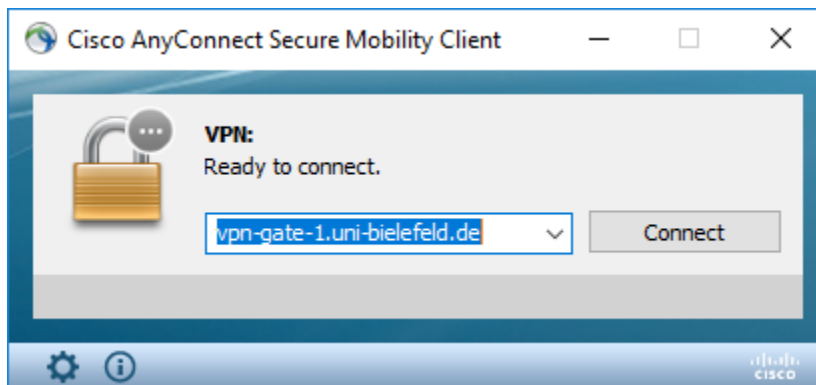 Cisco AnyConnect Secure Mobility Client
VPN:
Ready to connect.
vpn-gate-1.uni-bielefeld.de
Connect
CISCO